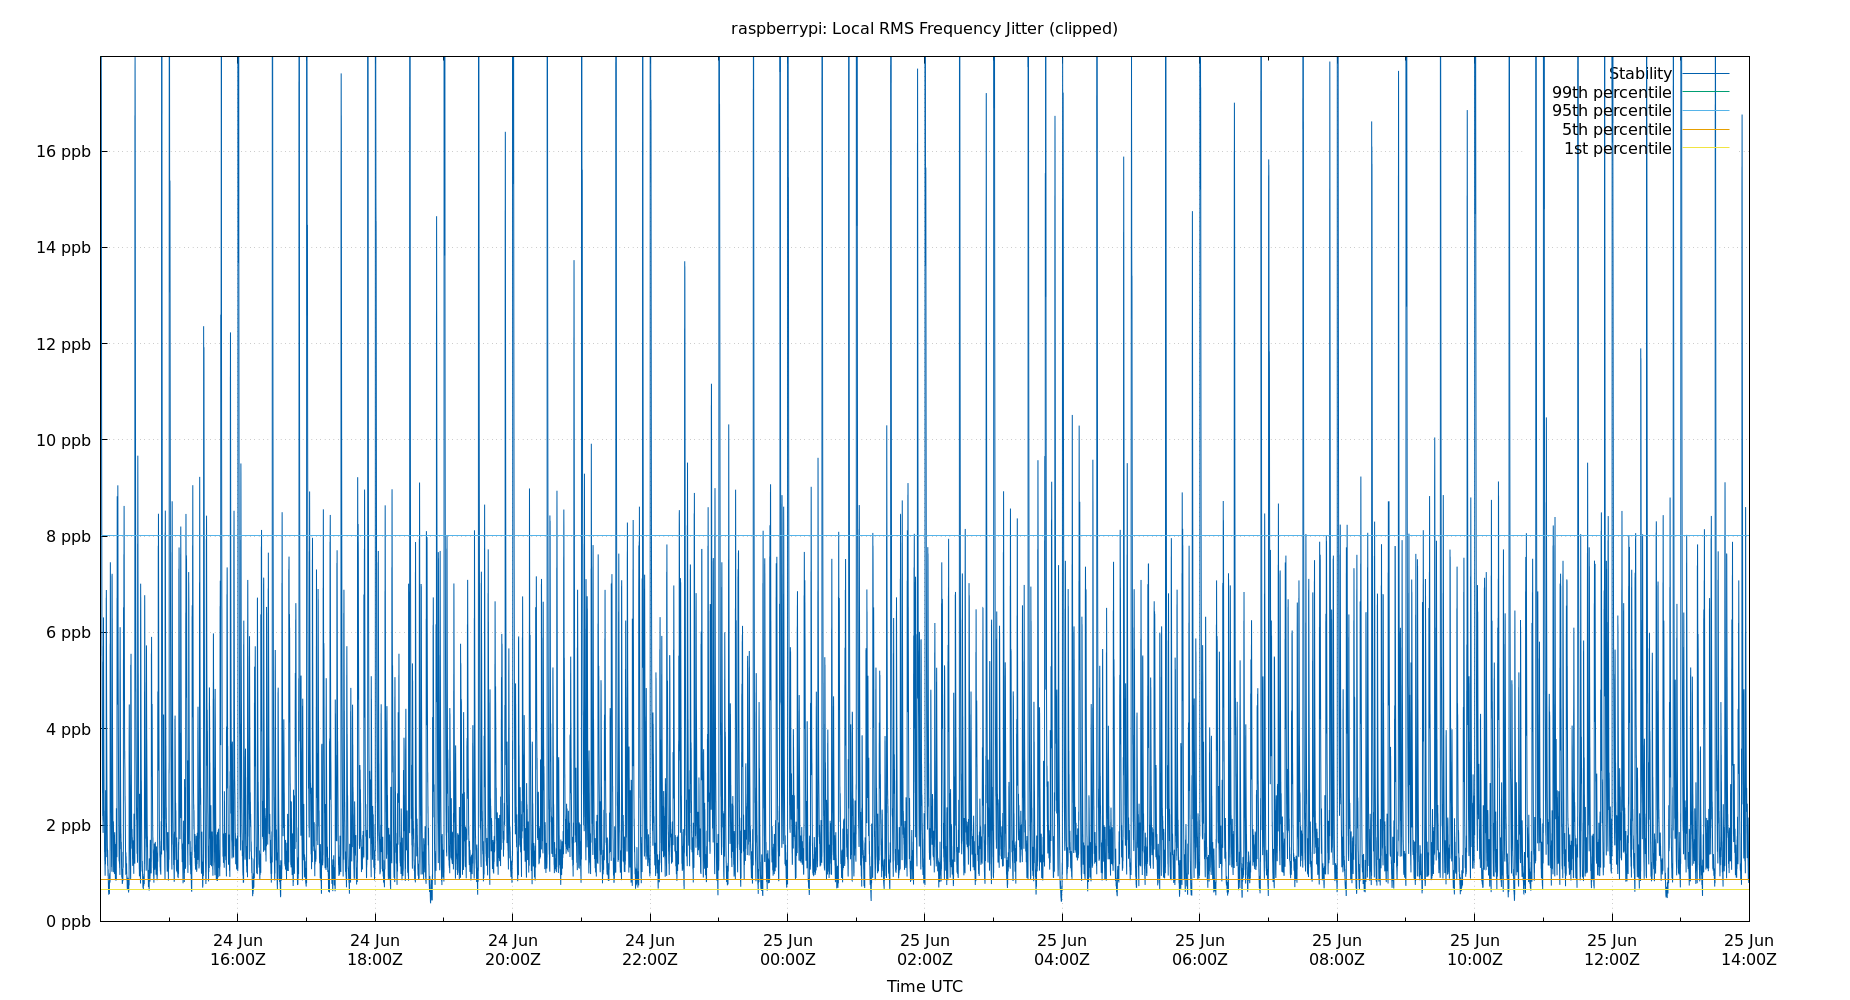 raspberrypi: Local RMS Frequency Jitter (clipped)
Stability
99th percentile
95th percentile
5th percentile
1st percentile
16 ppb
14 ppb
12 ppb
10 ppb
8 ppb
6 ppb
4 ppb
2 ppb
0 ppb
24 Jun 24 Jun 24 Jun 24 Jun 25 Jun 25 Jun 25 Jun 25 Jun 25 Jun 25 Jun 25 Jun 25 Jun
16:00Z 18:00Z 20:00Z 22:00Z 00:00Z 02:00Z 04:00Z 06:00Z 08:00Z 10:00Z 12:00Z 14:00Z
Time UTC